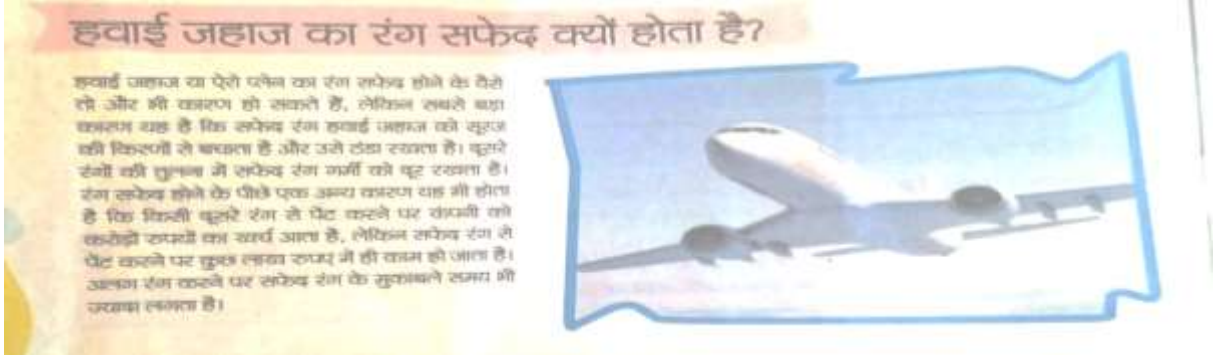 हवाई जहाज का रंग सफेद क्यों होता है?
हवाई जहाज या ऐरो प्लेन का रंग सफेद होने के वैसे
तो और भी कारण हो सकते हैं, लेकिन सबसे बड़ा
कारण यह है कि सफेद रंग हवाई जहाज को सूरज
की किरणों से बचाता है और उसे ठंडा रखता है। दूसरे
रंगों की तुलना में सफेद रंग गर्मी को दूर रखता है।
रंग सफेद होने के पीछे एक अन्य कारण यह भी होता
है कि किसी दूसरे रंग से पेंट करने पर कंपनी को
करोड़ों रुपयों का खर्च आता है, लेकिन सफेद रंग से
पेंट करने पर कुछ लाख रुपए में ही काम हो जाता है।
अलग रंग करने पर सफेद रंग के मुकाबले समय भी
ज्यादा लगता है।